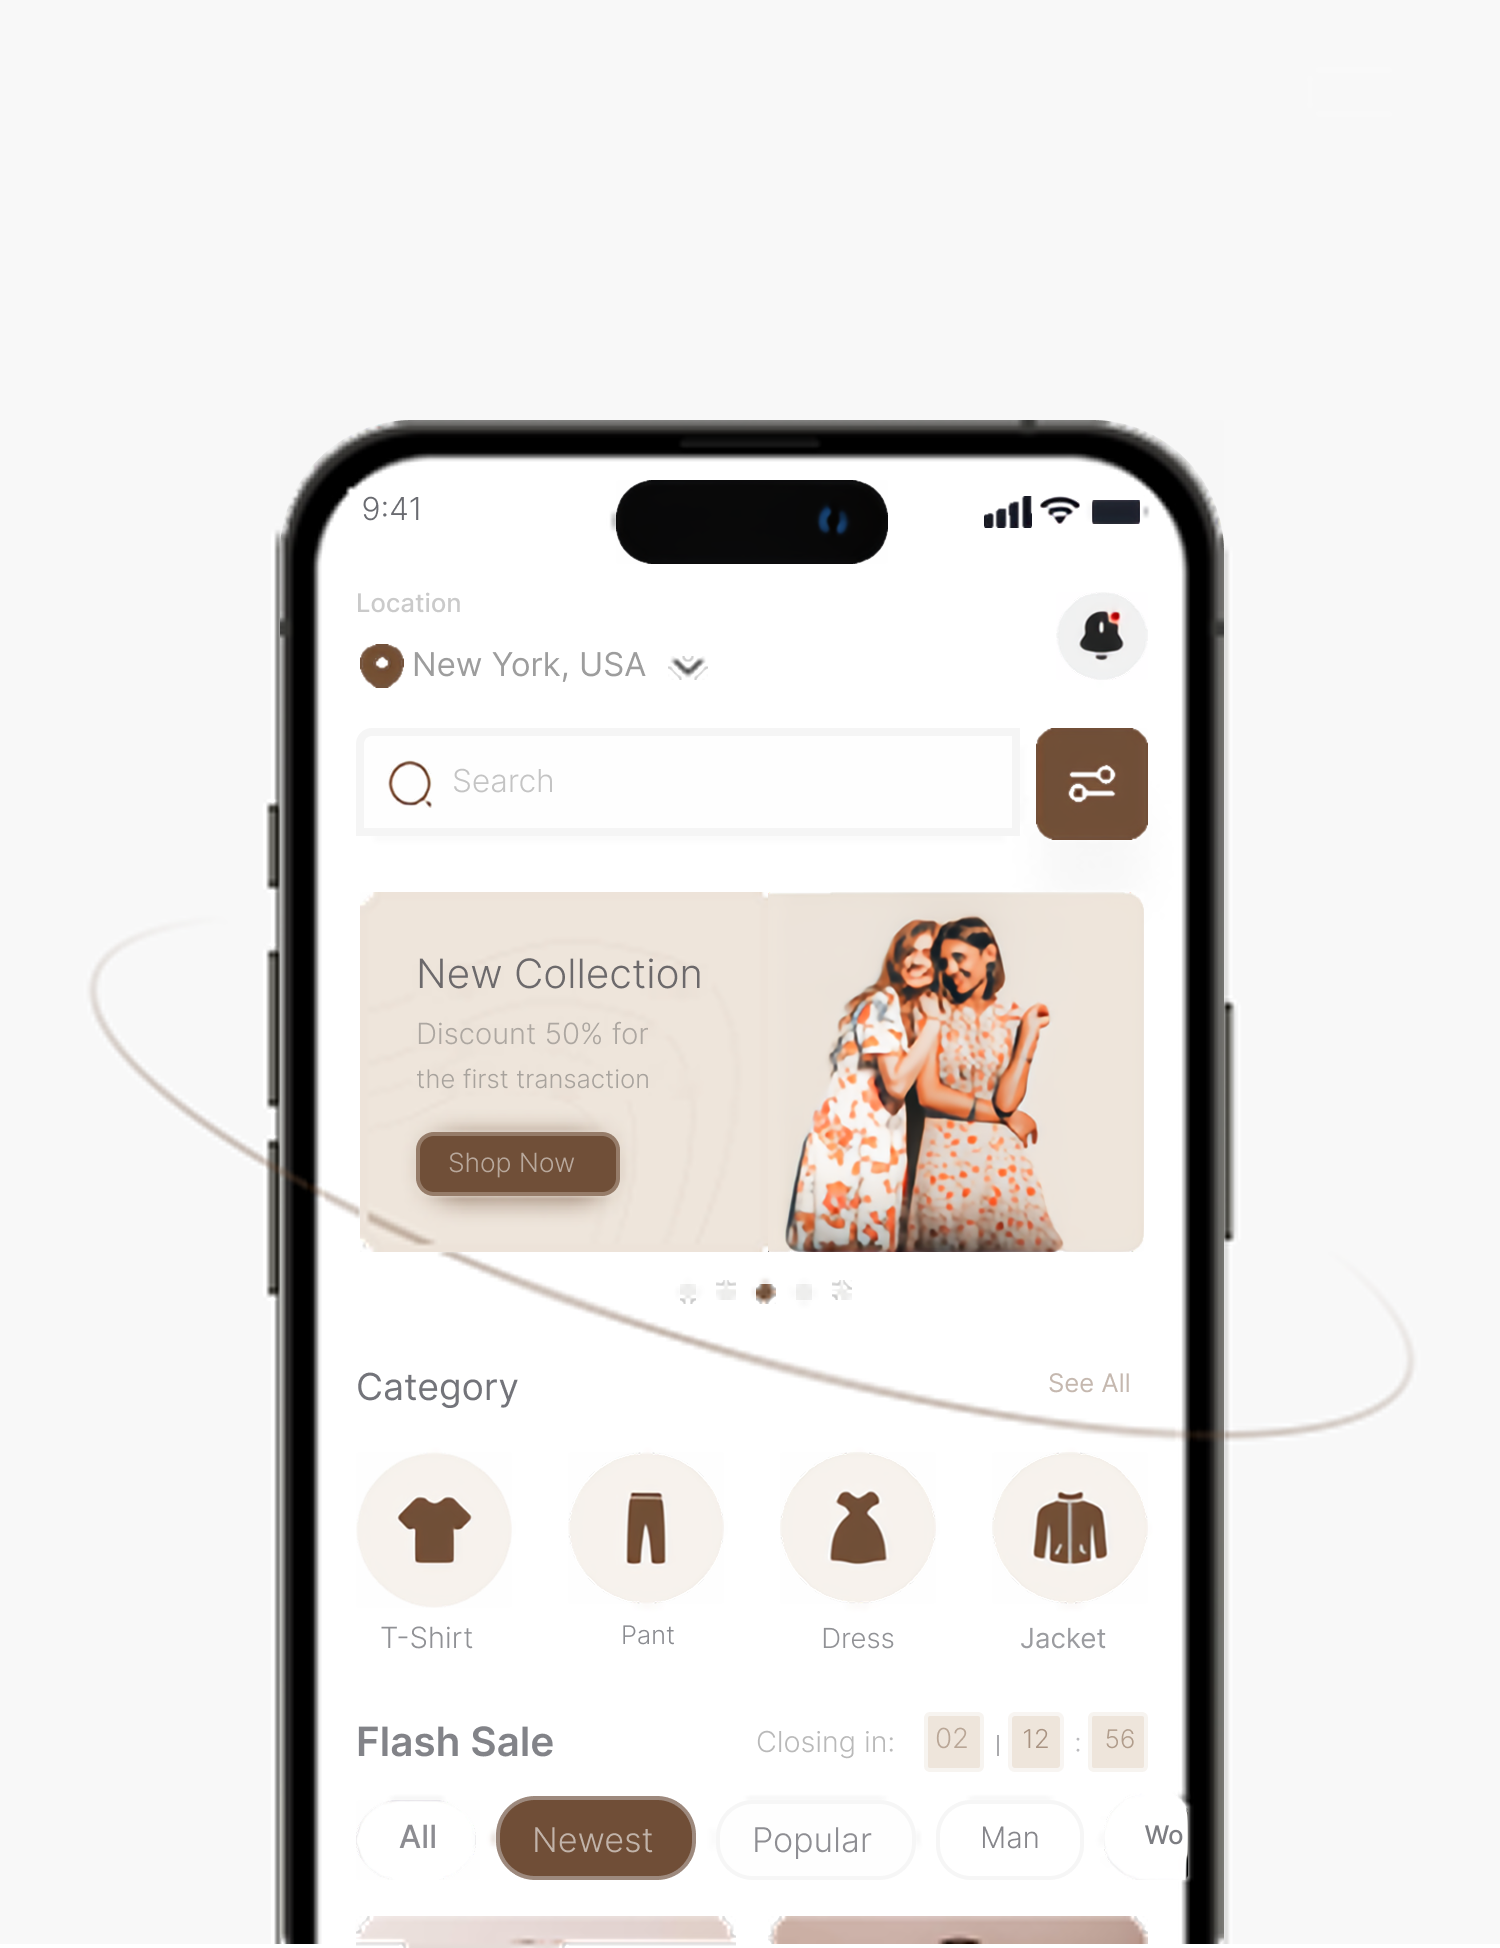 9:41
Location
New York, USA
Search
New Collection
Discount 50% for
the first transaction
Shop Now
Category
See All
T-Shirt
Pant
Dress
Jacket
Flash Sale
Closing in:
02 | 12 : 56
All
Newest
Popular
Man
Wo